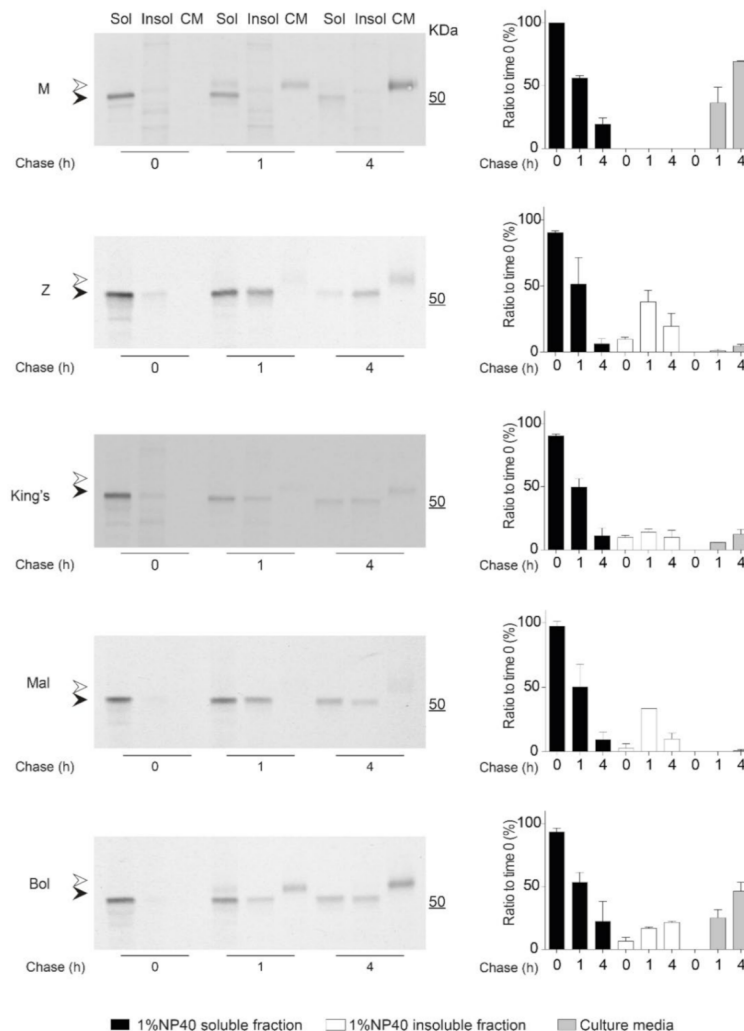 Sol Insol CM Sol Insol CM Sol Insol CM
KDa
M
50
Chase (h) 0 1 4
Ratio to time 0 (%)
100
50
0
0 1 4 0 1 4 0 1 4
Z
50
Chase (h) 0 1 4
Ratio to time 0 (%)
100
50
0
Chase (h) 0 1 4 0 1 4 0 1 4
King's
50
Chase (h) 0 1 4
Ratio to time 0 (%)
100
50
0
Chase (h) 0 1 4 0 1 4 0 1 4
Mal
50
Chase (h) 0 1 4
Ratio to time 0 (%)
100
50
0
Chase (h) 0 1 4 0 1 4 0 1 4
Bol
50
Chase (h) 0 1 4
Ratio to time 0 (%)
100
50
0
Chase (h) 0 1 4 0 1 4 0 1 4
1%NP40 soluble fraction 1%NP40 insoluble fraction Culture media